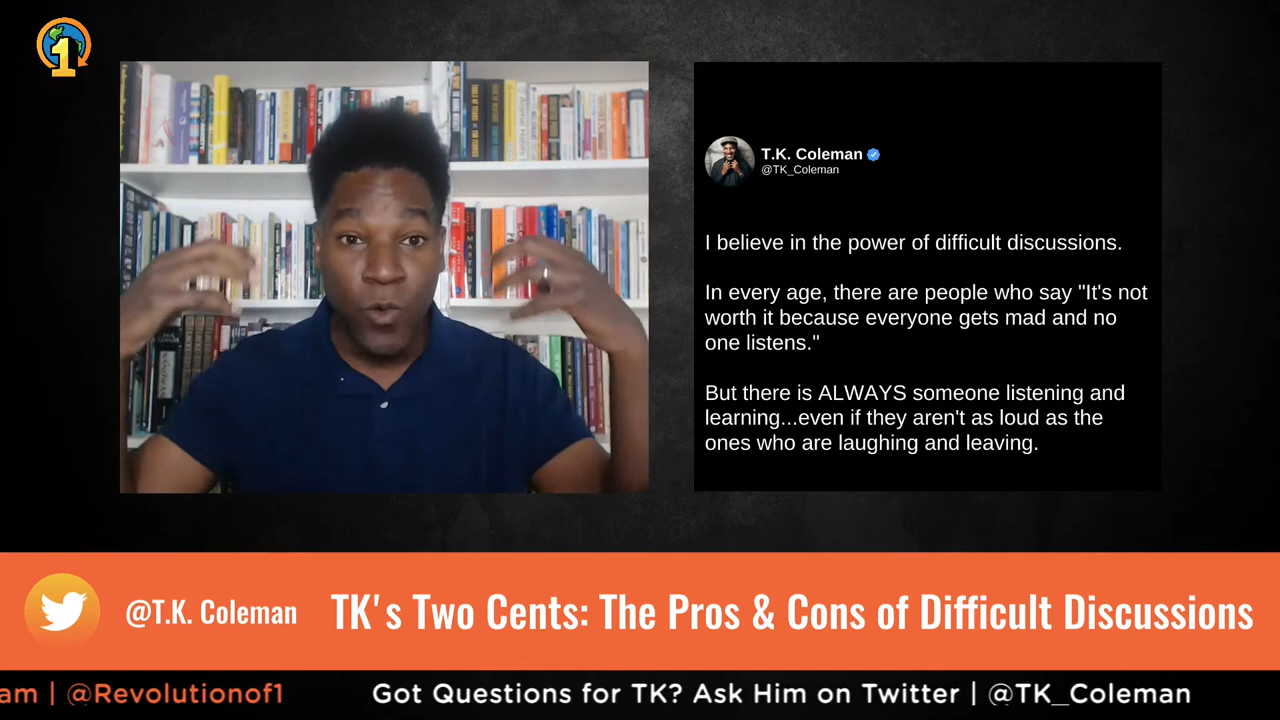 1
T.K. Coleman
@TK_Coleman
I believe in the power of difficult discussions.
In every age, there are people who say "It's not
worth it because everyone gets mad and no
one listens."
But there is ALWAYS someone listening and
learning...even if they aren't as loud as the
ones who are laughing and leaving.
@T.K. Coleman
TK's Two Cents: The Pros & Cons of Difficult Discussions
am | @Revolutionof1 Got Questions for TK? Ask Him on Twitter | @TK_Coleman